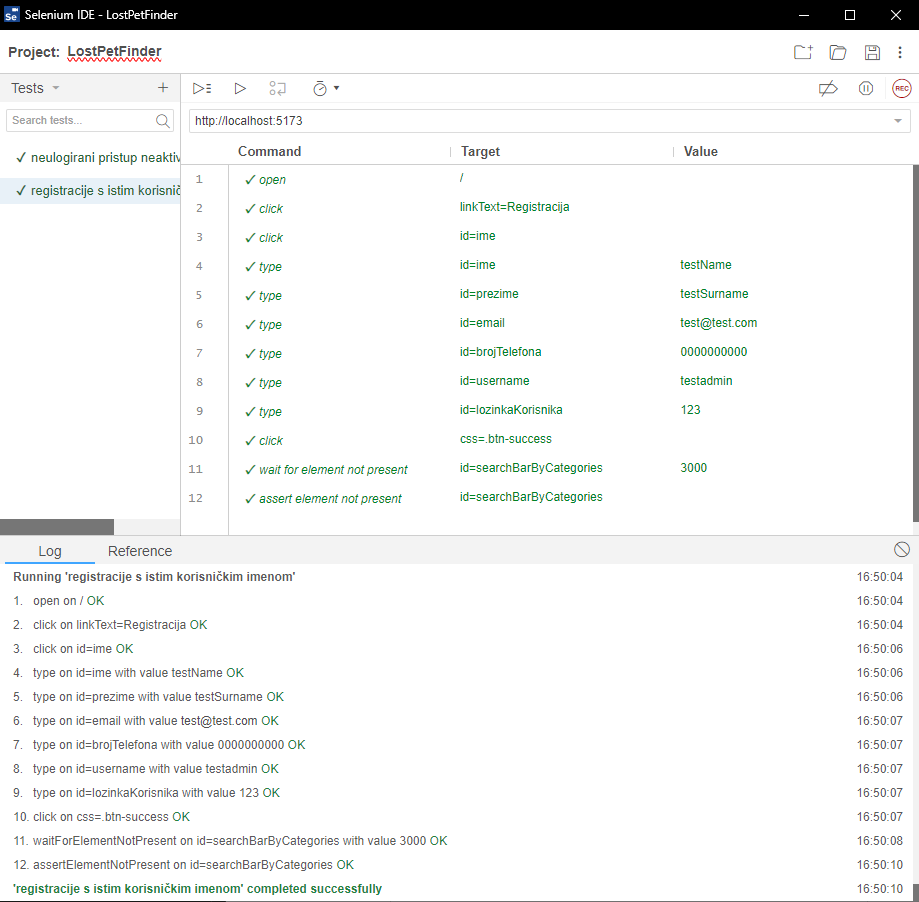 Selenium IDE - LostPetFinder
Project: LostPetFinder
Tests
Search tests...
✓ neulogirani pristup neaktiv
✓ registracije s istim korisnič
REC
http://localhost:5173
Command Target Value
1 ✓ open /
2 ✓ click linkText=Registracija
3 ✓ click id=ime
4 ✓ type id=ime testName
5 ✓ type id=prezime testSurname
6 ✓ type id=email test@test.com
7 ✓ type id=brojTelefona 0000000000
8 ✓ type id=username testadmin
9 ✓ type id=lozinkaKorisnika 123
10 ✓ click css=.btn-success
11 ✓ wait for element not present id=searchBarByCategories 3000
12 ✓ assert element not present id=searchBarByCategories
Log Reference
Running 'registracije s istim korisničkim imenom' 16:50:04
1. open on / OK 16:50:04
2. click on linkText=Registracija OK 16:50:04
3. click on id=ime OK 16:50:06
4. type on id=ime with value testName OK 16:50:06
5. type on id=prezime with value testSurname OK 16:50:06
6. type on id=email with value test@test.com OK 16:50:07
7. type on id=brojTelefona with value 0000000000 OK 16:50:07
8. type on id=username with value testadmin OK 16:50:07
9. type on id=lozinkaKorisnika with value 123 OK 16:50:07
10. click on css=.btn-success OK 16:50:07
11. waitForElementNotPresent on id=searchBarByCategories with value 3000 OK 16:50:08
12. assertElementNotPresent on id=searchBarByCategories OK 16:50:10
'registracije s istim korisničkim imenom' completed successfully 16:50:10